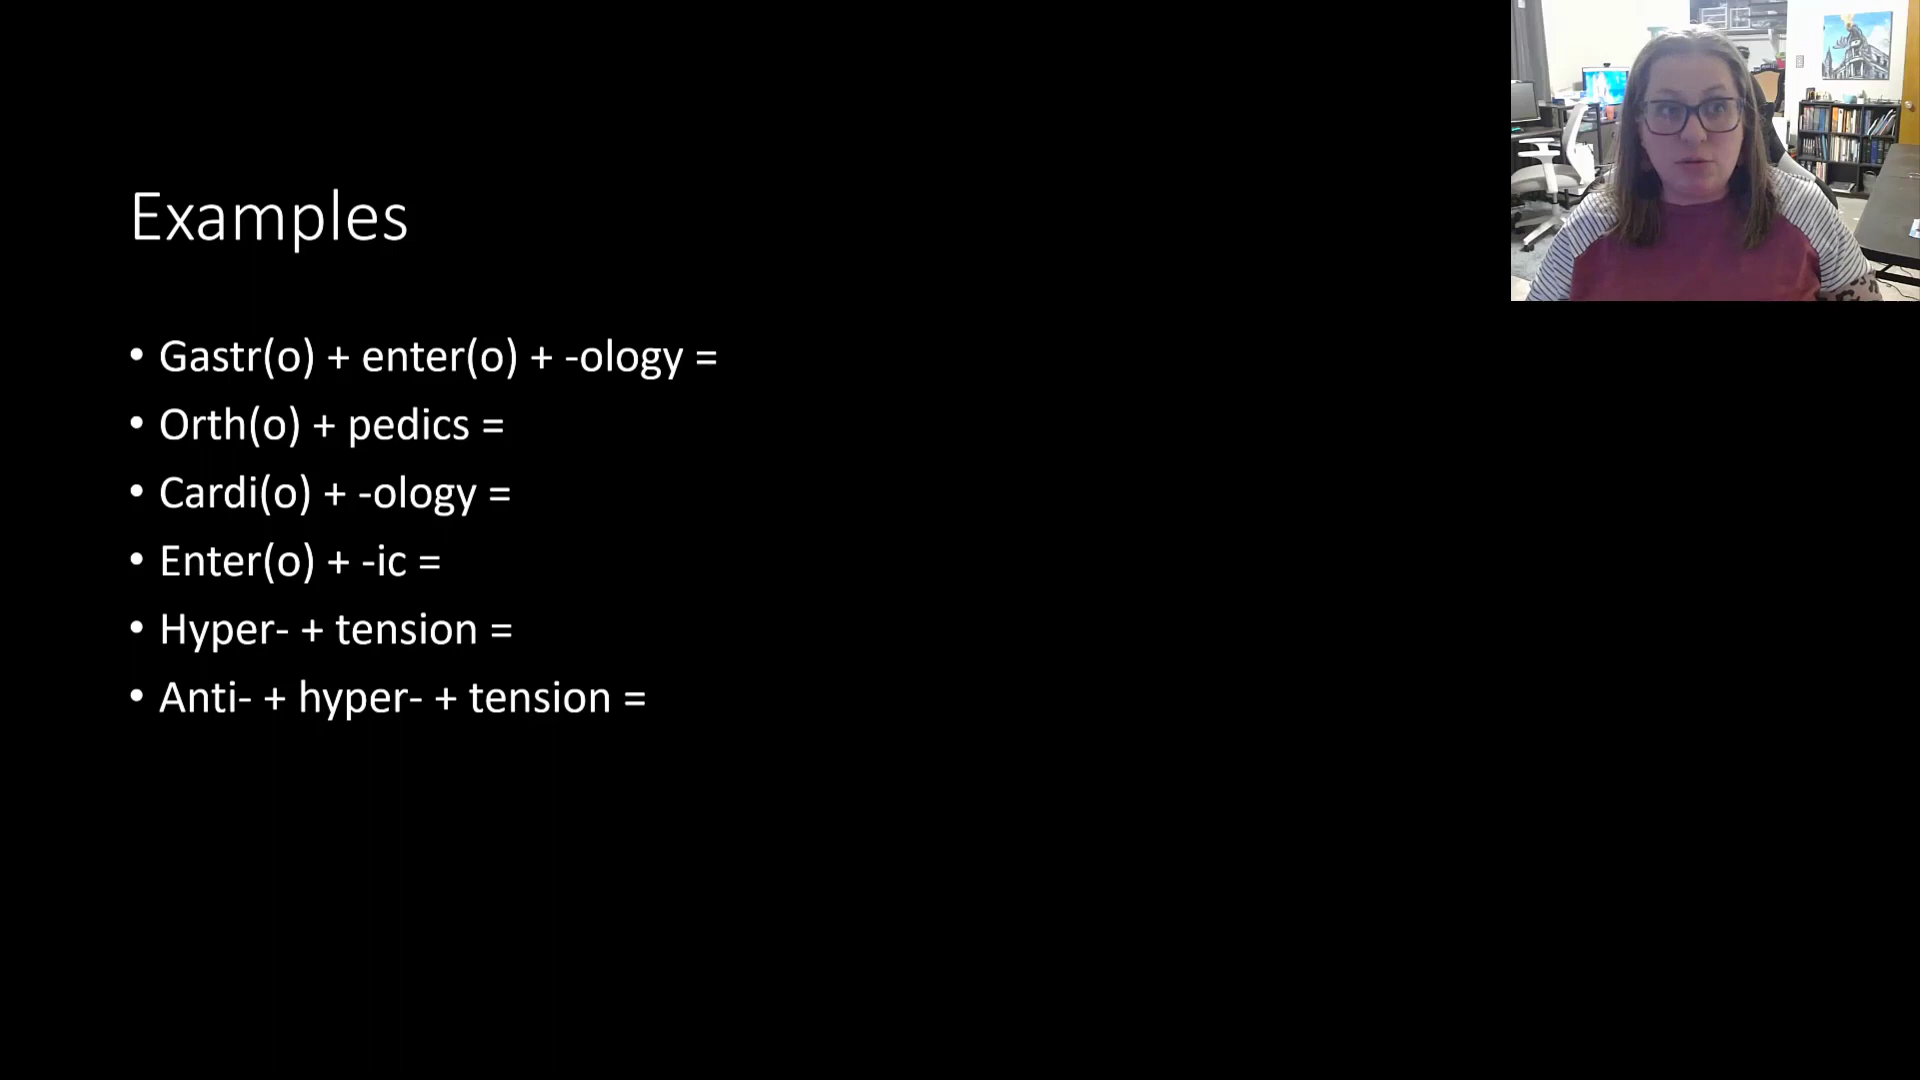 Examples
• Gastr(o) + enter(o) + -ology =
• Orth(o) + pedics =
• Cardi(o) + -ology =
• Enter(o) + -ic =
• Hyper- + tension =
• Anti- + hyper- + tension =